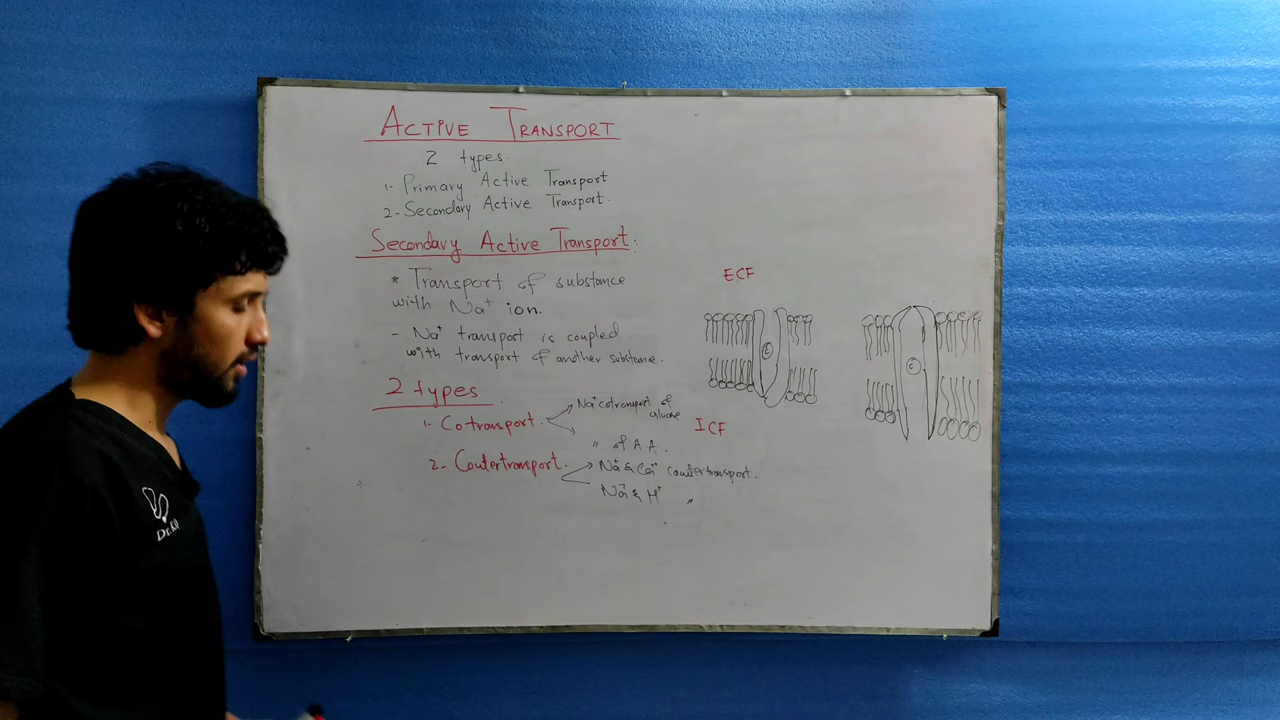 ACTIVE TRANSPORT
2 types.
1- Primary Active Transport
2- Secondary Active Transport.
Secondary Active Transport:
* Transport of substance
with Na+ ion.
- Na+ transport is coupled
with transport of another substance.
2 types
1. Cotransport.
Na+ cotransport of
glucose
" of A A.
2- Countertransport.
Na+ & Ca++ countertransport.
Na+ & H+ "
ECF
C
C
ICF